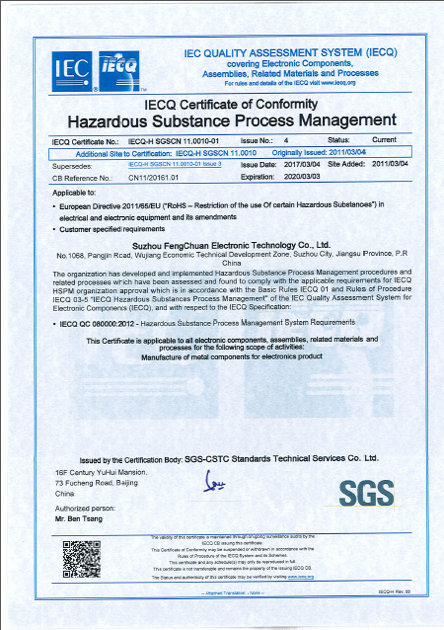 IEC IECQ
IEC QUALITY ASSESSMENT SYSTEM (IECQ)
covering Electronic Components,
Assemblies, Related Materials and Processes
For rules and details of the IECQ visit www.iecq.org
IECQ Certificate of Conformity
Hazardous Substance Process Management
IECQ Certificate No.: IECQ-H SGSCN 11.0010-01 Issue No.: 4 Status: Current
Additional Site to Certification: IECQ-H SGSCN 11.0010 Originally Issued: 2011/03/04
Supersedes: IECQ-H SGSCN 11.0010-01 Issue 3 Issue Date: 2017/03/04 Site Added: 2011/03/04
CB Reference No.: CN11/20161.01 Expiration: 2020/03/03
Applicable to:
• European Directive 2011/65/EU ("RoHS – Restriction of the use Of certain Hazardous Substances") in
electrical and electronic equipment and its amendments
• Customer specified requirements
Suzhou FengChuan Electronic Technology Co., Ltd.
No,1068, Pangjin Road, Wujiang Economic Technological Development Zone, Suzhou City, Jiangsu Province, P.R
China
The organization has developed and implemented Hazardous Substance Process Management procedures and
related processes which have been assessed and found to comply with the applicable requirements for IECQ
HSPM organization approval which is in accordance with the Basic Rules IECQ 01 and Rules of Procedure
IECQ 03-5 "IECQ Hazardous Substances Process Management" of the IEC Quality Assessment System for
Electronic Components (IECQ), and with respect to the IECQ Specification:
• IECQ QC 080000:2012 - Hazardous Substance Process Management System Requirements
This Certificate is applicable to all electronic components, assemblies, related materials and
processes for the following scope of activities:
Manufacture of metal components for electronics product
Issued by the Certification Body: SGS-CSTC Standards Technical Services Co. Ltd.
16F Century YuHui Mansion,
73 Fucheng Road, Beijing
China
SGS
Authorized person:
Mr. Ben Tsang
The validity of this certificate is maintained through on-going surveillance audits by the
IECQ CB issuing this certificate
This Certificate of Conformity may be suspended or withdrawn in accordance with the
Rules of Procedure of the IECQ System and its Schemes.
This certificate and any schedule(s) may only be reproduced in full.
This certificate is not transferable and remains the property of the issuing IECQ CB.
The Status and authenticity of this certificate may be verified by visiting www.iecq.org